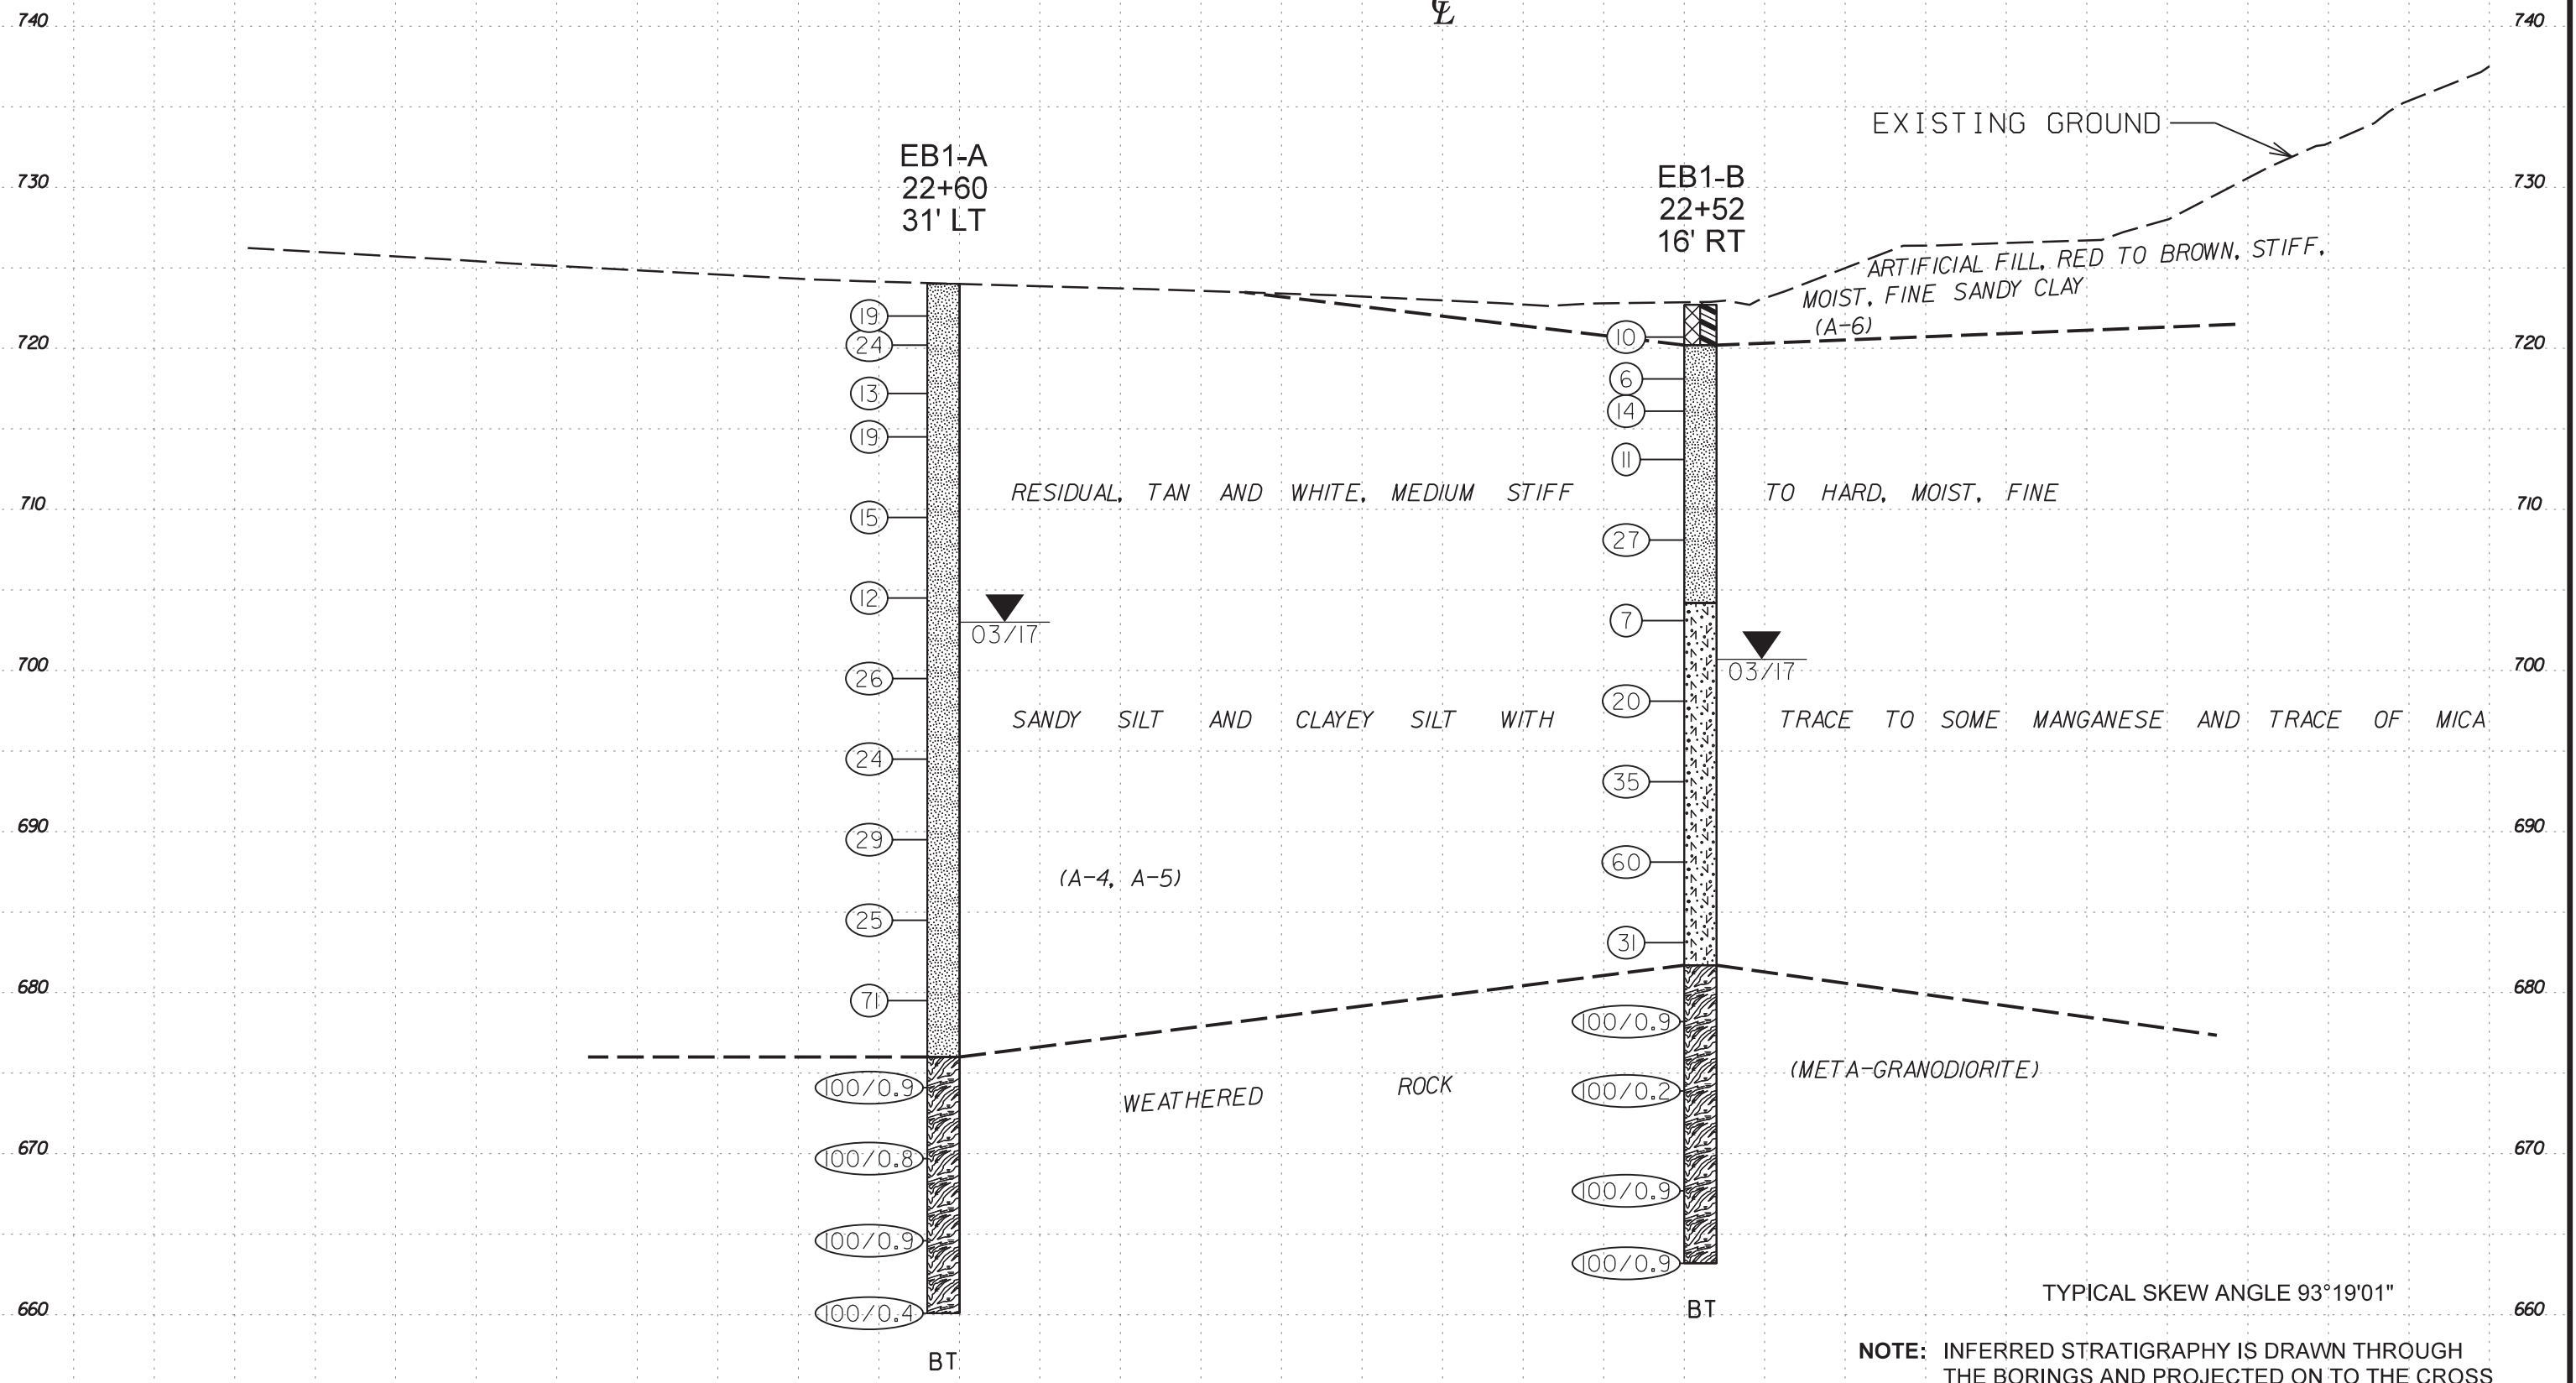 ℄
740 740
EXISTING GROUND
EB1-A
22+60
31' LT
EB1-B
22+52
16' RT
730 730
ARTIFICIAL FILL, RED TO BROWN, STIFF,
MOIST, FINE SANDY CLAY
(A-6)
19
24
10
720 720
13
6
19
14
11
RESIDUAL, TAN AND WHITE, MEDIUM STIFF TO HARD, MOIST, FINE
710 710
15
27
12
7
03/17
03/17
700 700
26
20
SANDY SILT AND CLAYEY SILT WITH TRACE TO SOME MANGANESE AND TRACE OF MICA
24
35
690 690
29
60
(A-4, A-5)
25
31
680 680
71
100/0.9
100/0.9
100/0.2
WEATHERED ROCK (META-GRANODIORITE)
670 670
100/0.8
100/0.9
100/0.9
100/0.9
100/0.4
660 660
BT
BT
TYPICAL SKEW ANGLE 93°19'01"
NOTE: INFERRED STRATIGRAPHY IS DRAWN THROUGH
THE BORINGS AND PROJECTED ON TO THE CROSS